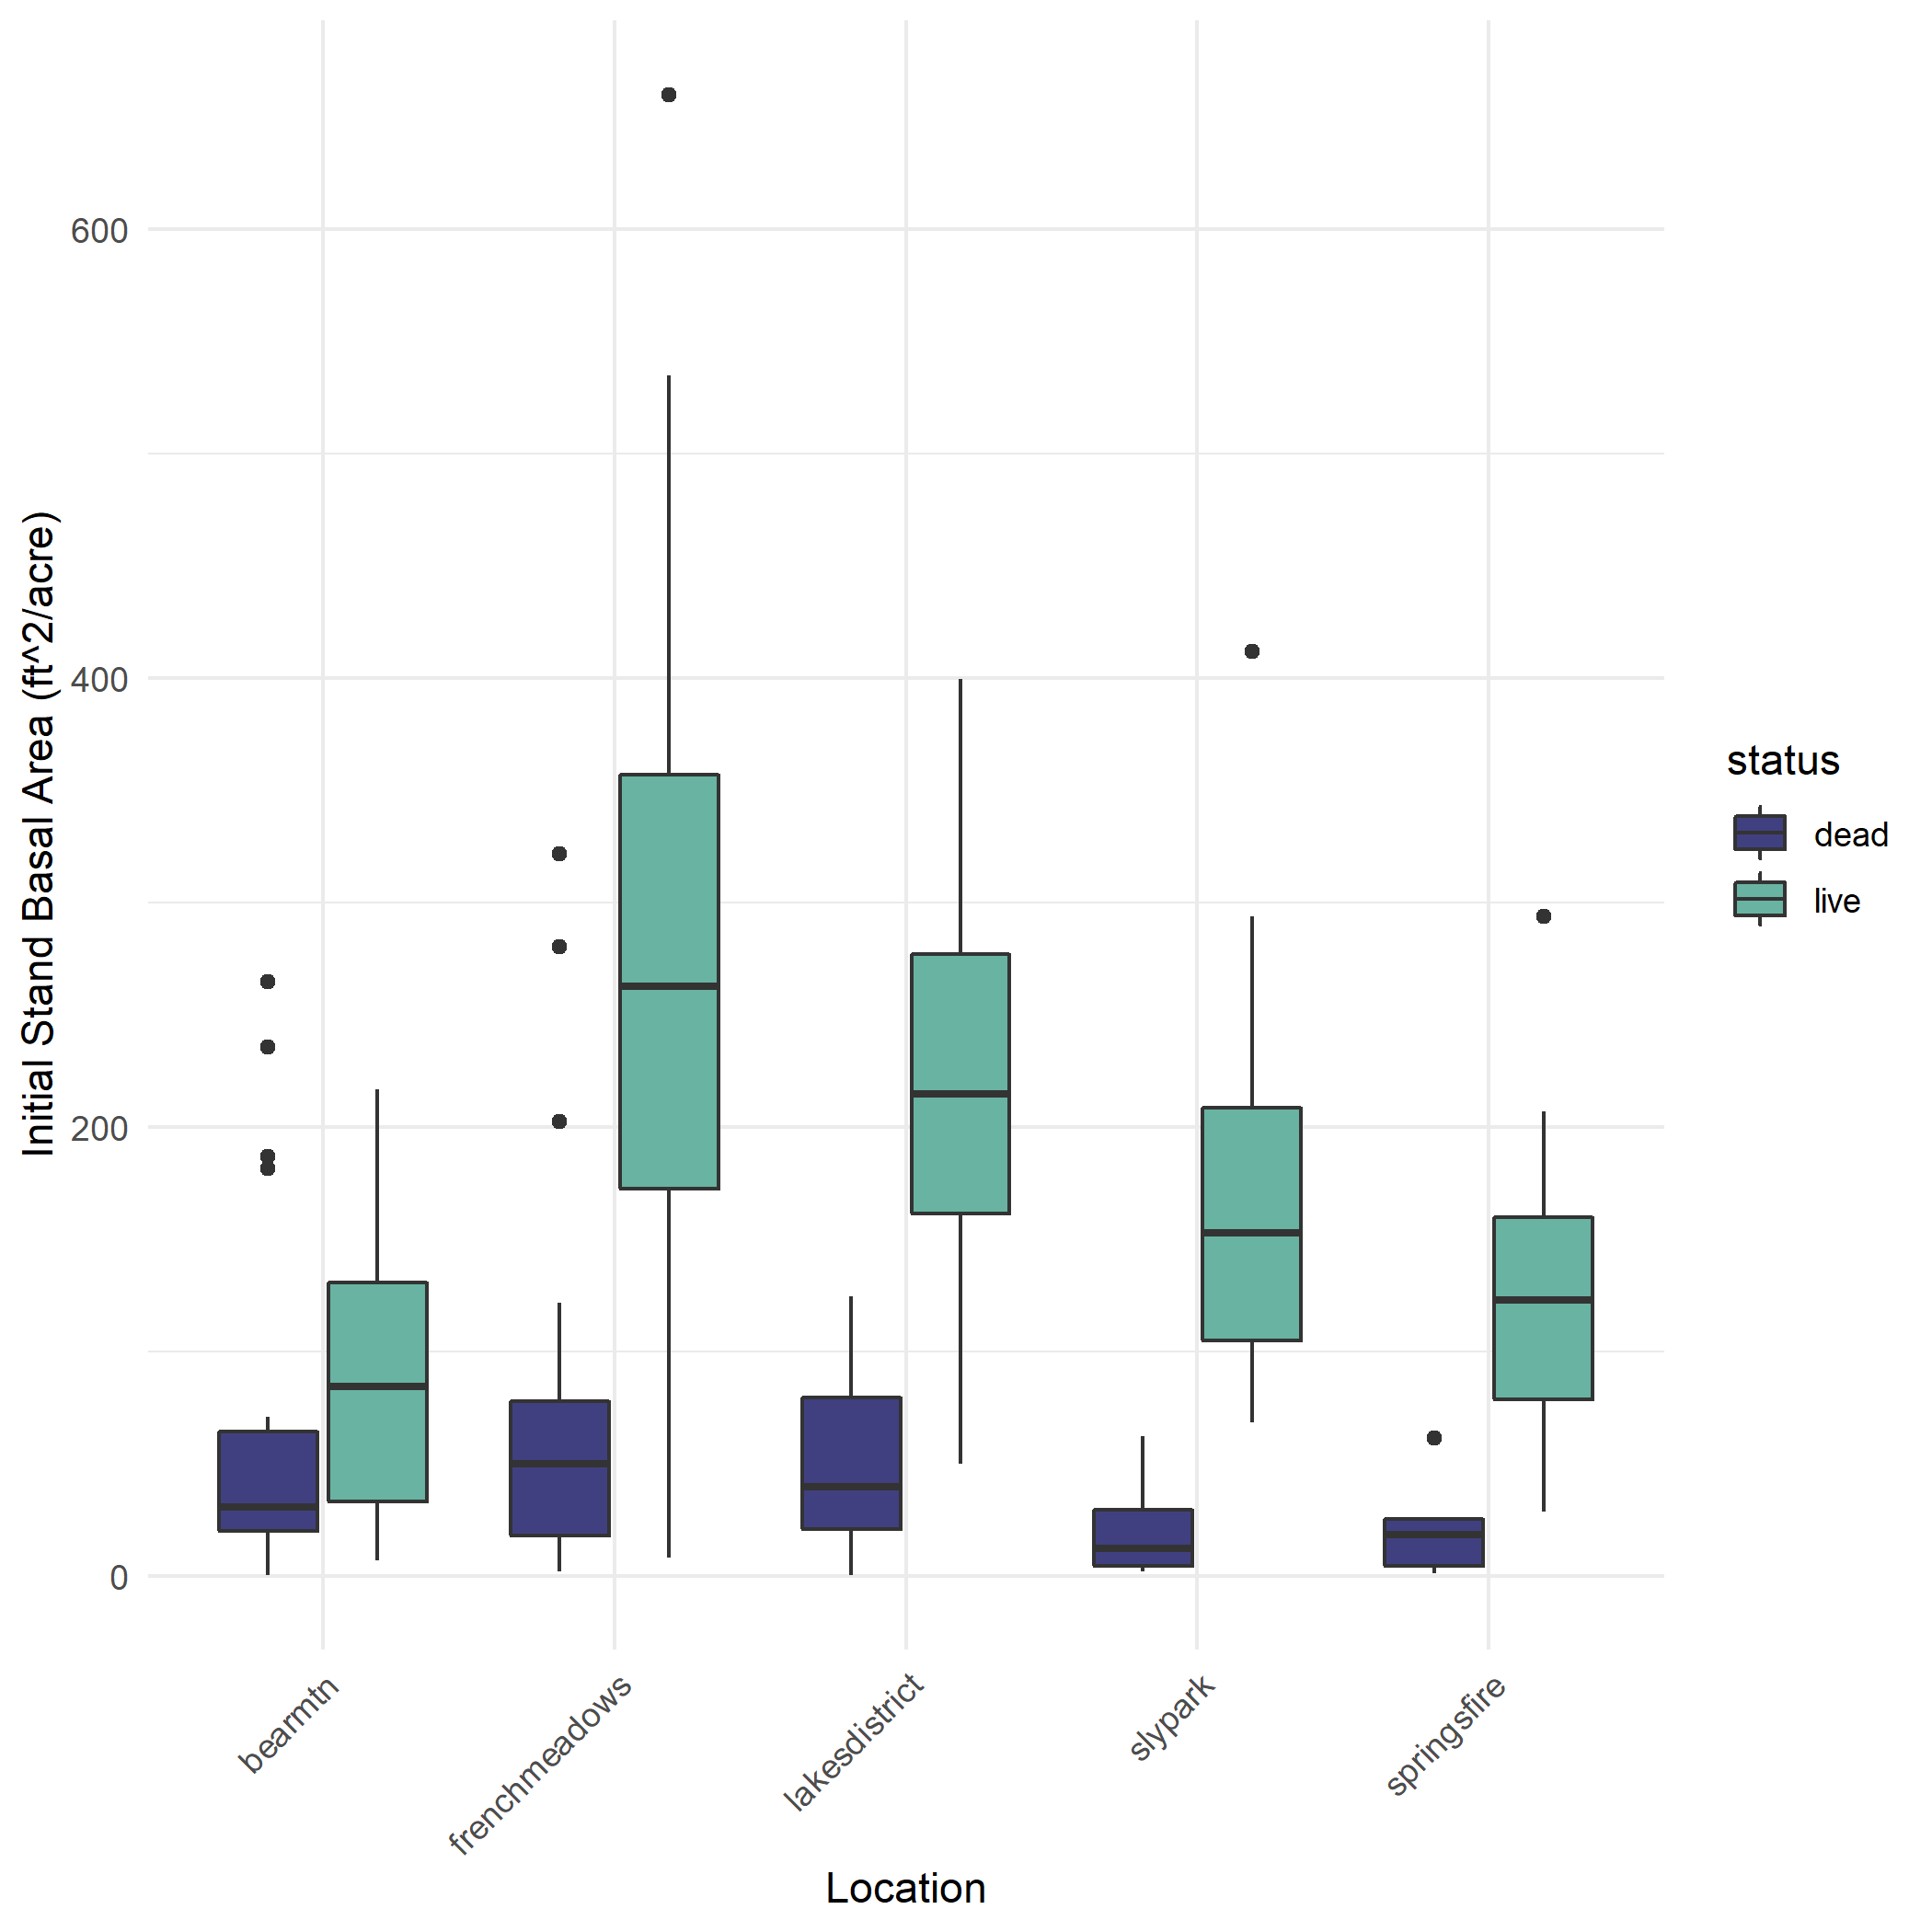 Initial Stand Basal Area (ft^2/acre)
600
400
200
0
bearmtn
frenchmeadows
lakesdistrict
slypark
springsfire
Location
status
dead
live